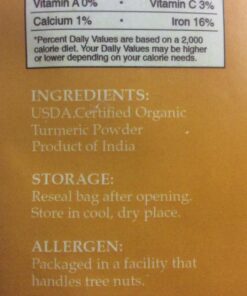 Vitamin A 0% • Vitamin C 3%
Calcium 1% • Iron 16%
*Percent Daily Values are based on a 2,000
calorie diet. Your Daily Values may be higher
or lower depending on your calorie needs.
INGREDIENTS:
USDA Certified Organic
Turmeric Powder
Product of India
STORAGE:
Reseal bag after opening.
Store in cool, dry place.
ALLERGEN:
Packaged in a facility that
handles tree nuts.